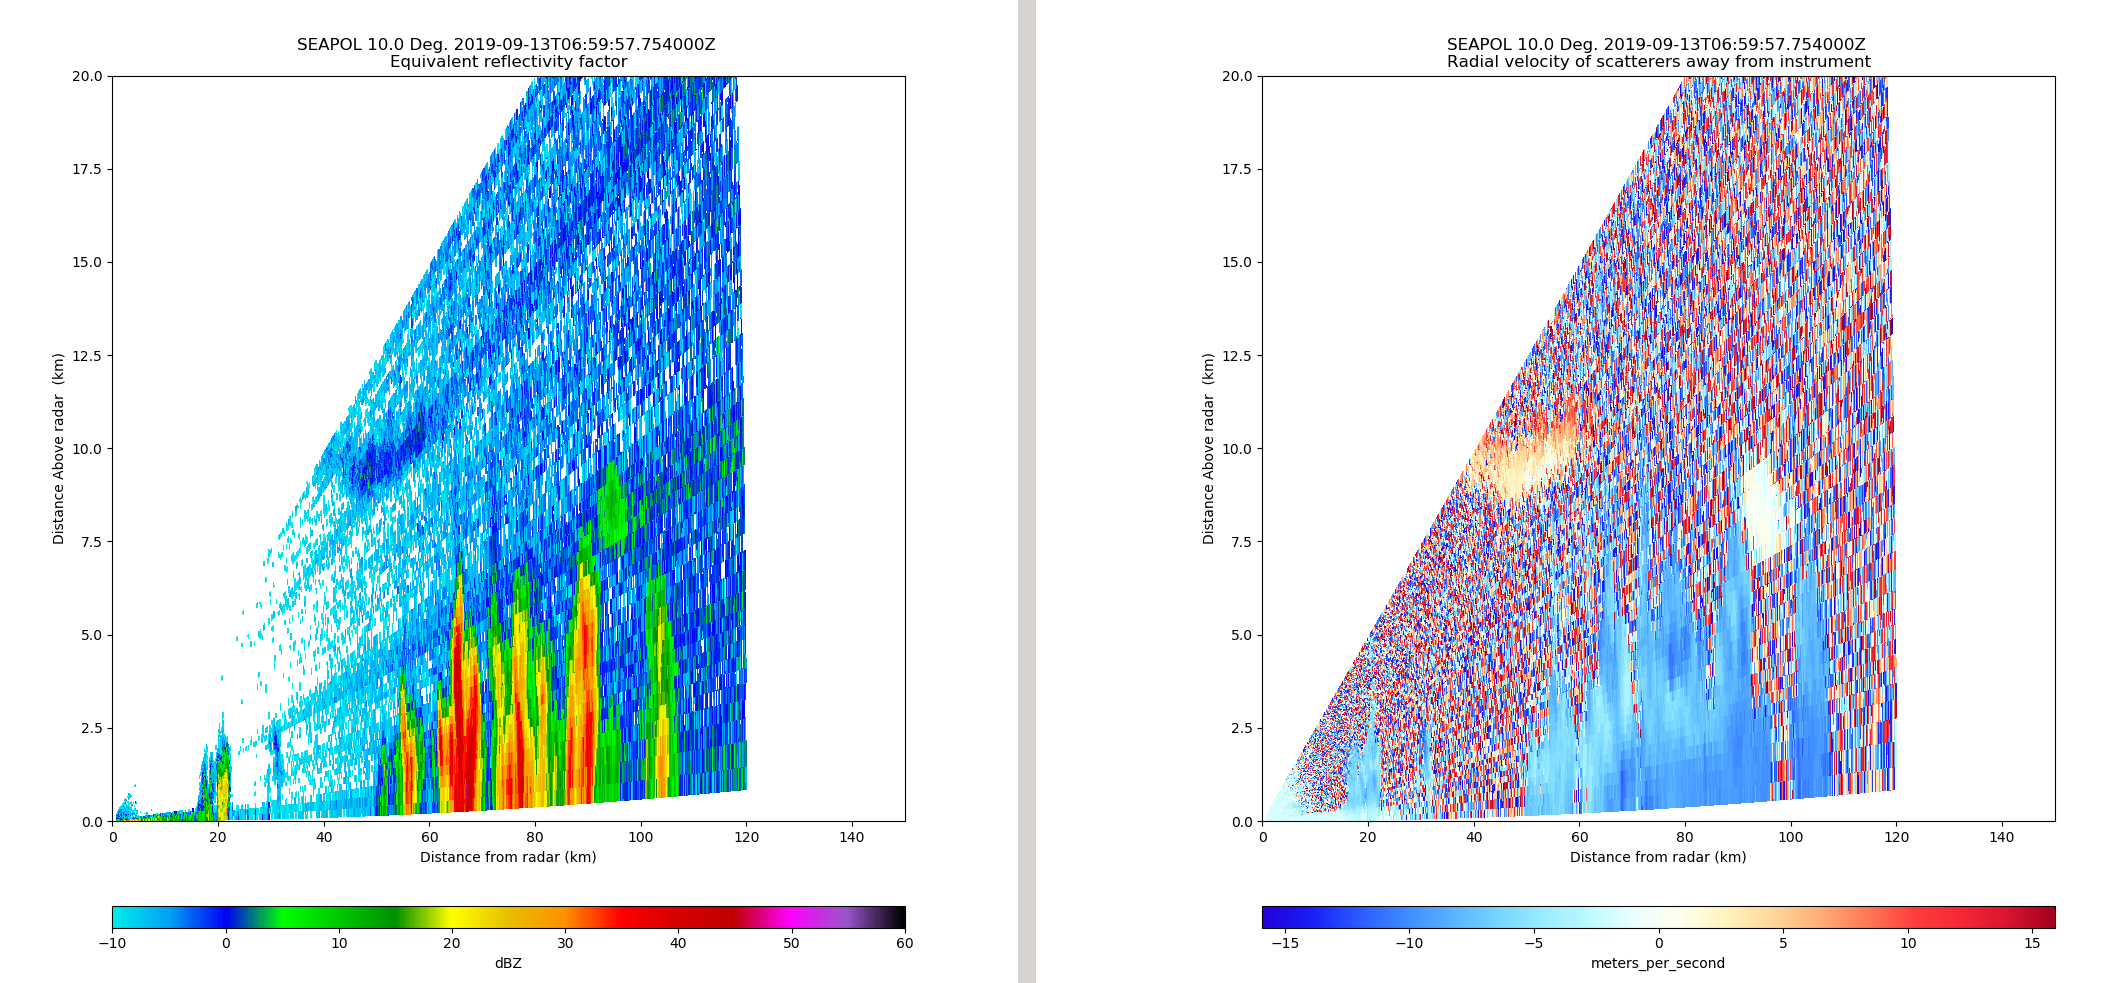 SEAPOL 10.0 Deg. 2019-09-13T06:59:57.754000Z
Equivalent reflectivity factor
20.0
17.5
15.0
12.5
10.0
7.5
5.0
2.5
0.0
Distance Above radar (km)
0 20 40 60 80 100 120 140
Distance from radar (km)
−10 0 10 20 30 40 50 60
dBZ
SEAPOL 10.0 Deg. 2019-09-13T06:59:57.754000Z
Radial velocity of scatterers away from instrument
20.0
17.5
15.0
12.5
10.0
7.5
5.0
2.5
0.0
Distance Above radar (km)
0 20 40 60 80 100 120 140
Distance from radar (km)
−15 −10 −5 0 5 10 15
meters_per_second